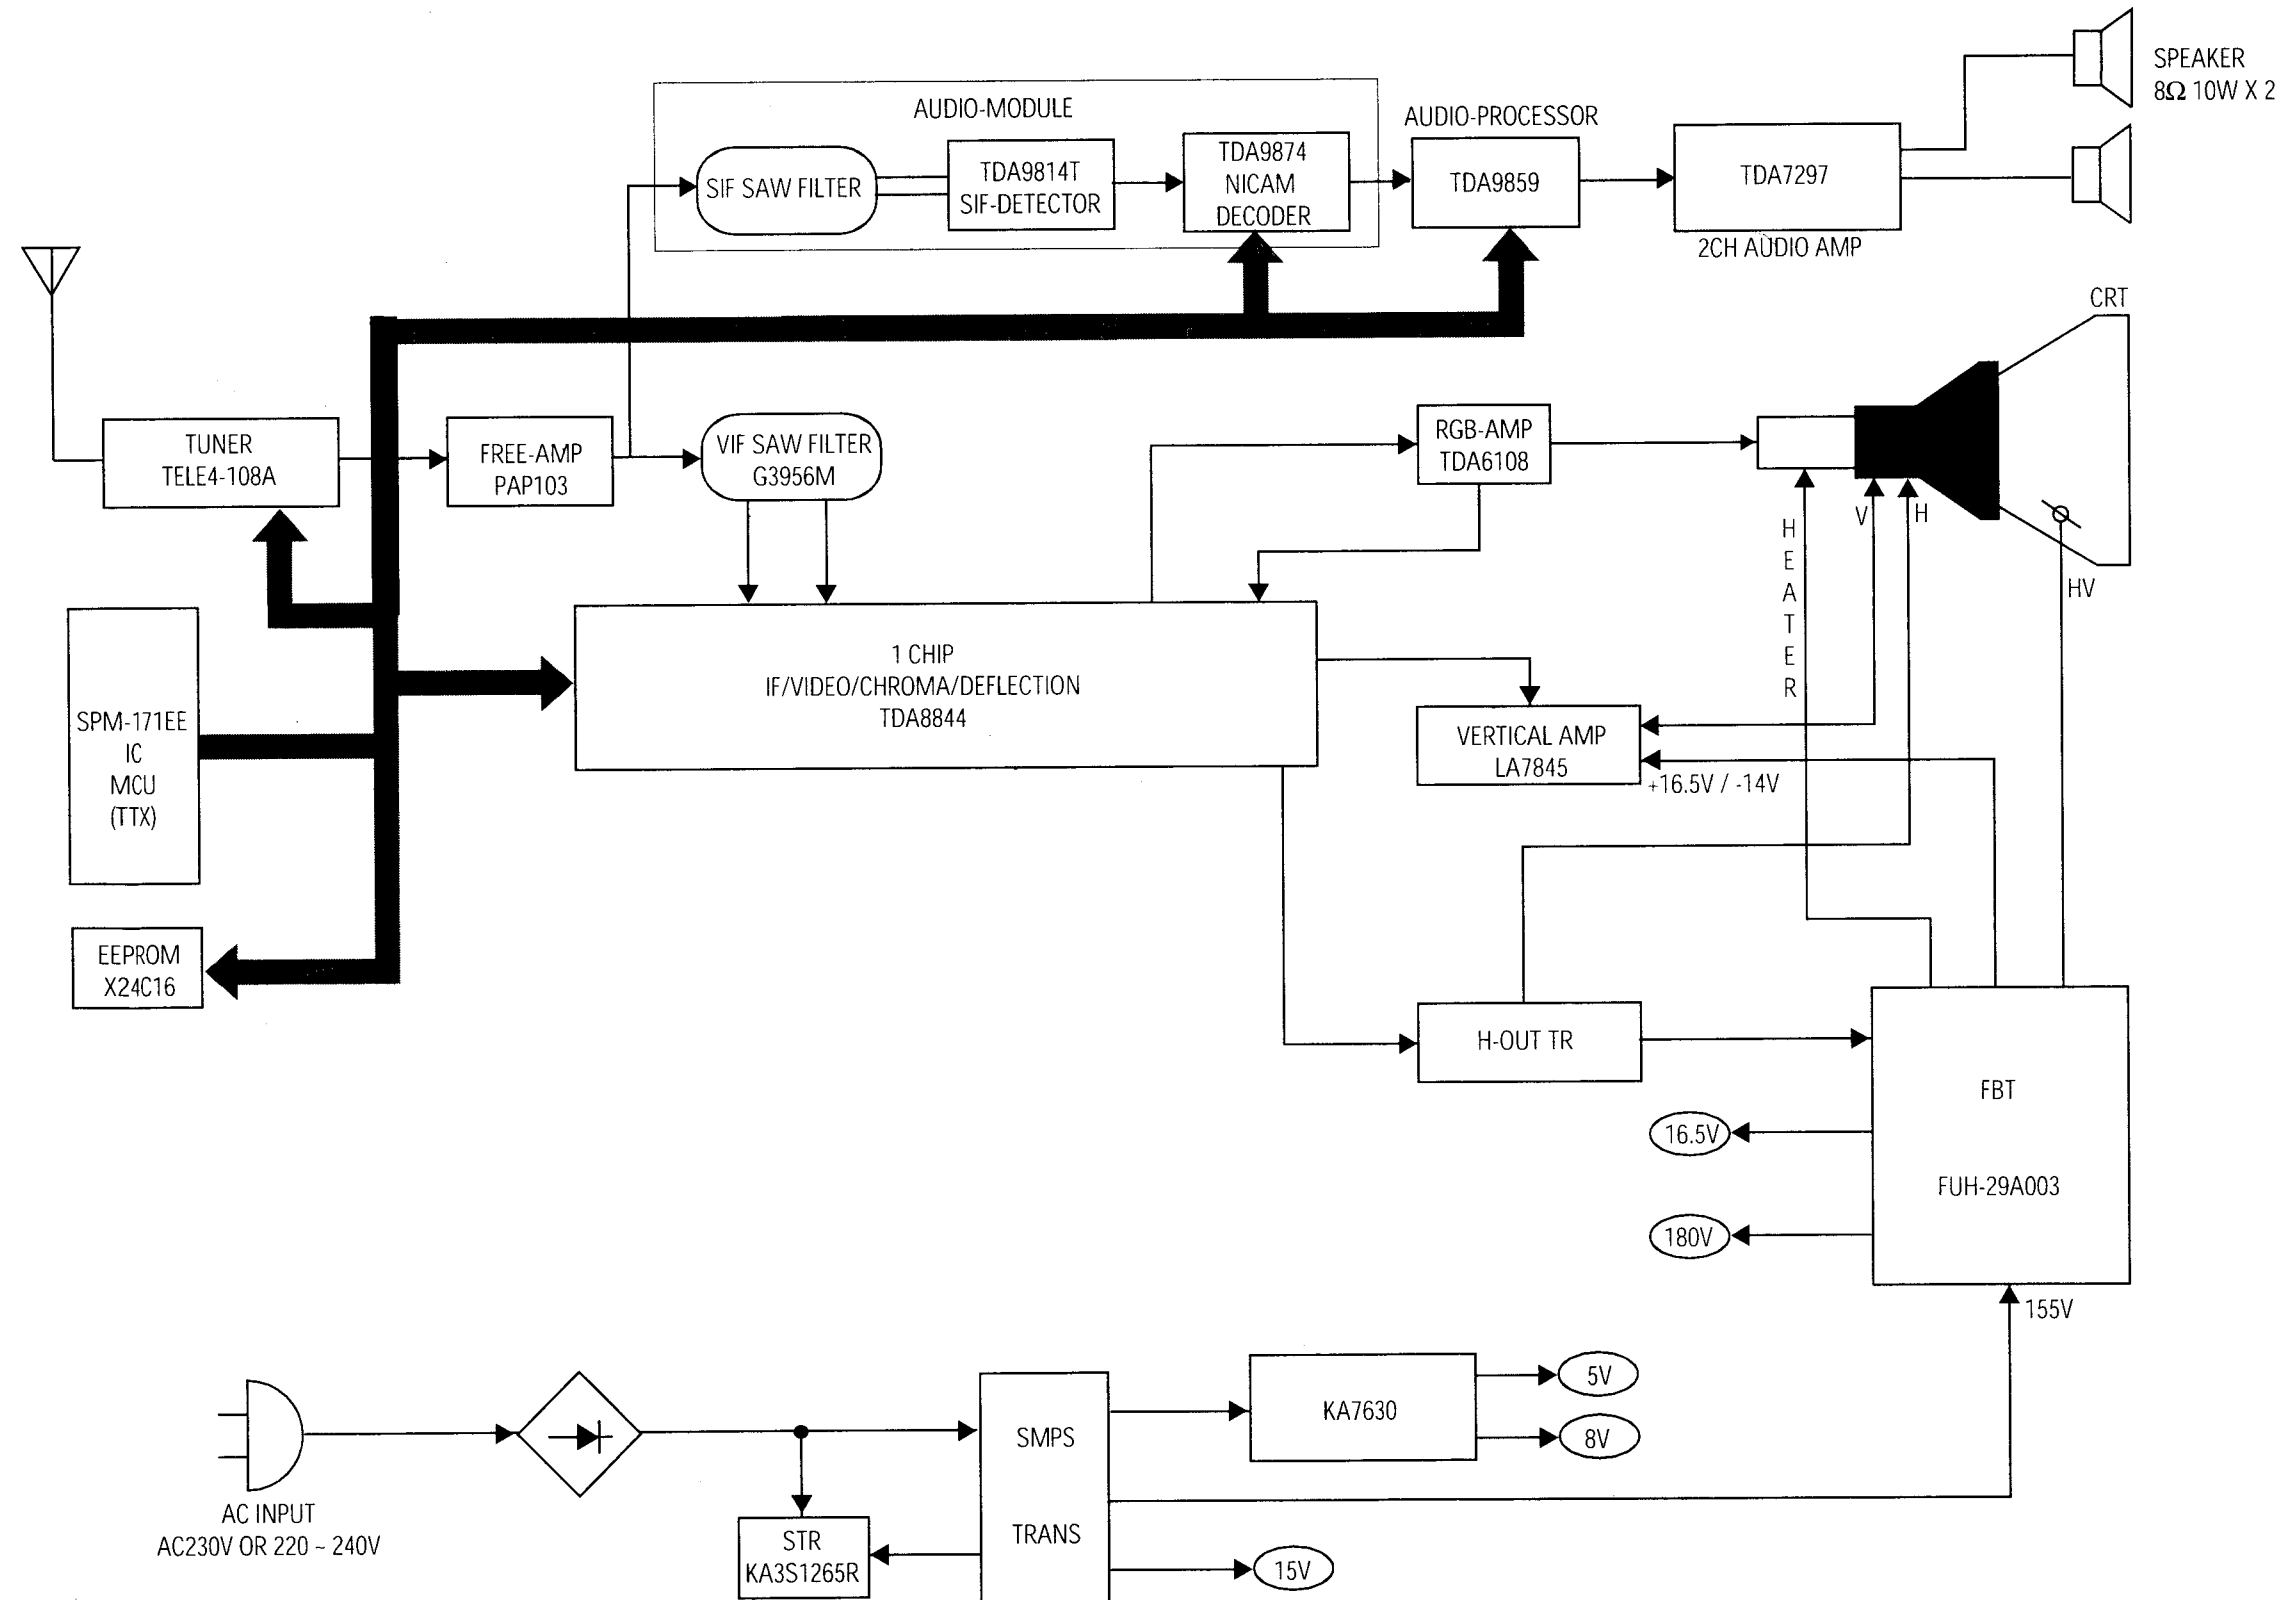 SPEAKER
8Ω 10W X 2
AUDIO-MODULE
AUDIO-PROCESSOR
SIF SAW FILTER
TDA9814T
SIF-DETECTOR
TDA9874
NICAM
DECODER
TDA9859
TDA7297
2CH AUDIO AMP
CRT
TUNER
TELE4-108A
FREE-AMP
PAP103
VIF SAW FILTER
G3956M
RGB-AMP
TDA6108
HEATER
V
H
HV
1 CHIP
IF/VIDEO/CHROMA/DEFLECTION
TDA8844
SPM-171EE
IC
MCU
(TTX)
VERTICAL AMP
LA7845
+16.5V / -14V
EEPROM
X24C16
H-OUT TR
FBT
FUH-29A003
16.5V
180V
155V
AC INPUT
AC230V OR 220 ~ 240V
STR
KA3S1265R
SMPS
TRANS
KA7630
5V
8V
15V